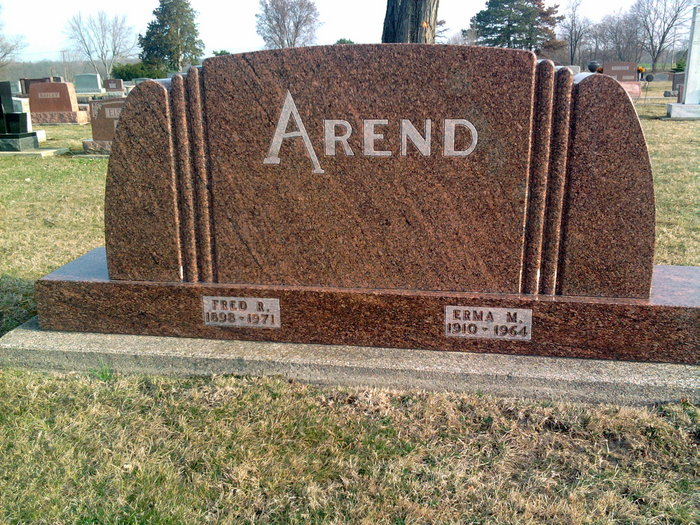 AREND
FRED R.
1898-1971
ERMA M.
1910-1964